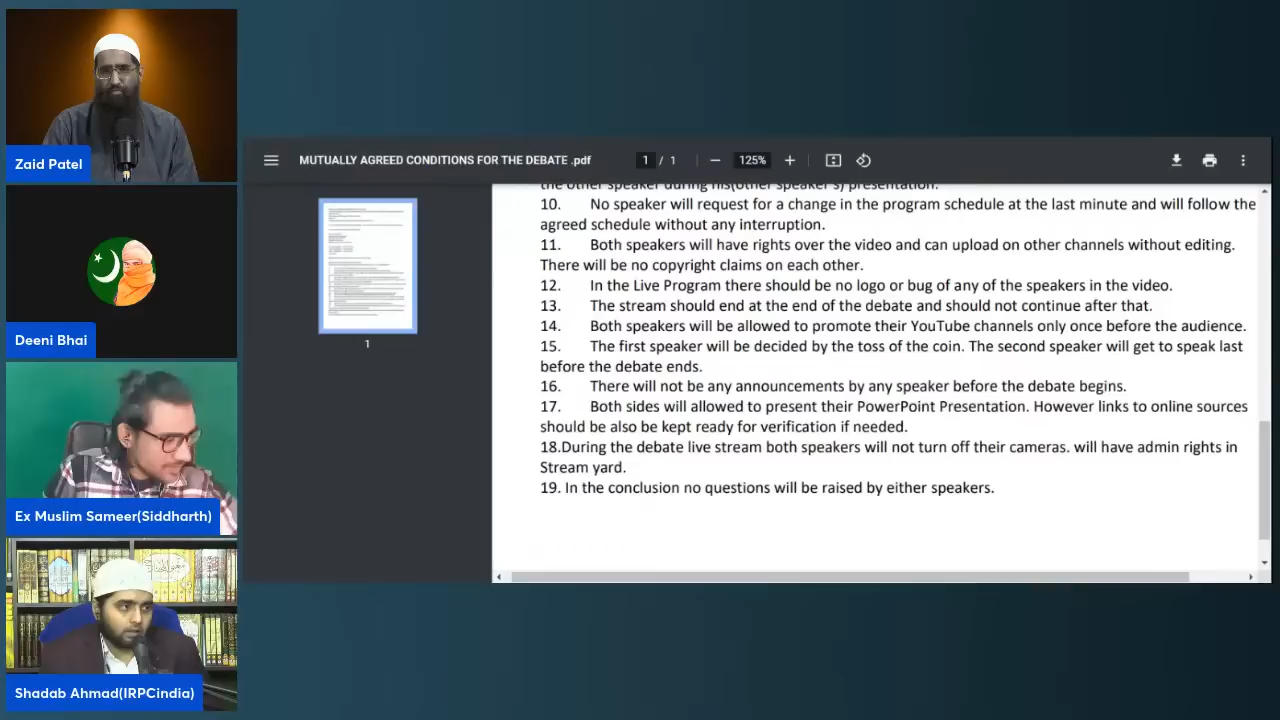 Zaid Patel
Deeni Bhai
Ex Muslim Sameer(Siddharth)
Shadab Ahmad(IRPCindia)
MUTUALLY AGREED CONDITIONS FOR THE DEBATE .pdf
1 / 1
125%
1
the other speaker during his(other speaker's) presentation.
10. No speaker will request for a change in the program schedule at the last minute and will follow the
agreed schedule without any interruption.
11. Both speakers will have rights over the video and can upload on other channels without editing.
There will be no copyright claims on each other.
12. In the Live Program there should be no logo or bug of any of the speakers in the video.
13. The stream should end at the end of the debate and should not continue after that.
14. Both speakers will be allowed to promote their YouTube channels only once before the audience.
15. The first speaker will be decided by the toss of the coin. The second speaker will get to speak last
before the debate ends.
16. There will not be any announcements by any speaker before the debate begins.
17. Both sides will allowed to present their PowerPoint Presentation. However links to online sources
should be also be kept ready for verification if needed.
18.During the debate live stream both speakers will not turn off their cameras. will have admin rights in
Stream yard.
19. In the conclusion no questions will be raised by either speakers.